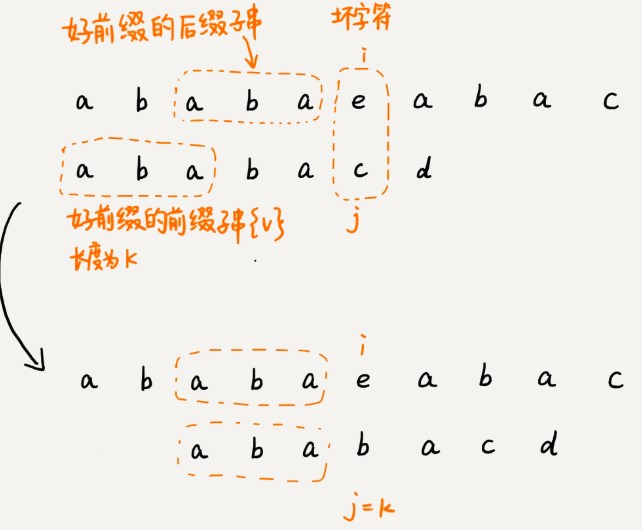 好前缀的后缀子串 坏字符
i
a b a b a e a b a c
a b a b a c d
好前缀的前缀子串{v} j
长度为k
i
a b a b a e a b a c
a b a b a c d
j=k